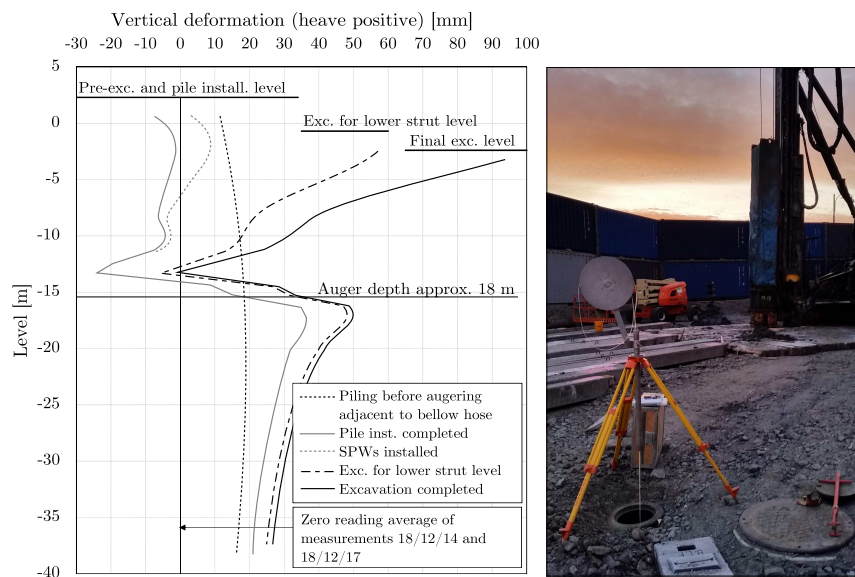 Vertical deformation (heave positive) [mm]
-30 -20 -10 0 10 20 30 40 50 60 70 80 90 100
5
Pre-exc. and pile install. level
Exc. for lower strut level
0
Final exc. level
-5
-10
-15
Auger depth approx. 18 m
Level [m]
-20
-25
-30
-35
-40
Piling before augering
adjacent to bellow hose
Pile inst. completed
SPWs installed
Exc. for lower strut level
Excavation completed
Zero reading average of
measurements 18/12/14 and
18/12/17